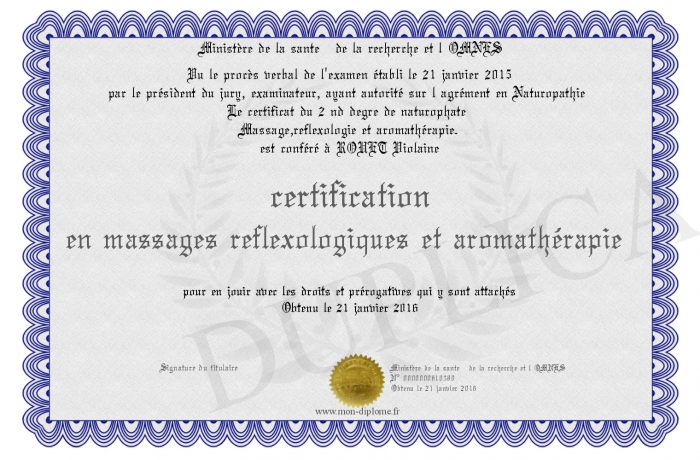 Ministère de la sante de la recherche et l OMNES
Vu le procès verbal de l'examen établi le 21 janvier 2015
par le président du jury, examinateur, ayant autorité sur l agrément en Naturopathie
Le certificat du 2 nd degre de naturophate
Massage,reflexologie et aromathérapie.
est conféré à ROUET Violaine
certification
en massages reflexologiques et aromathérapie
pour en jouir avec les droits et prérogatives qui y sont attachés
Obtenu le 21 janvier 2016
DUPLICA
Signature du titulaire
Ministère de la sante de la recherche et l OMNES
N°
Obtenu le 21 janvier 2016
www.mon-diplome.fr